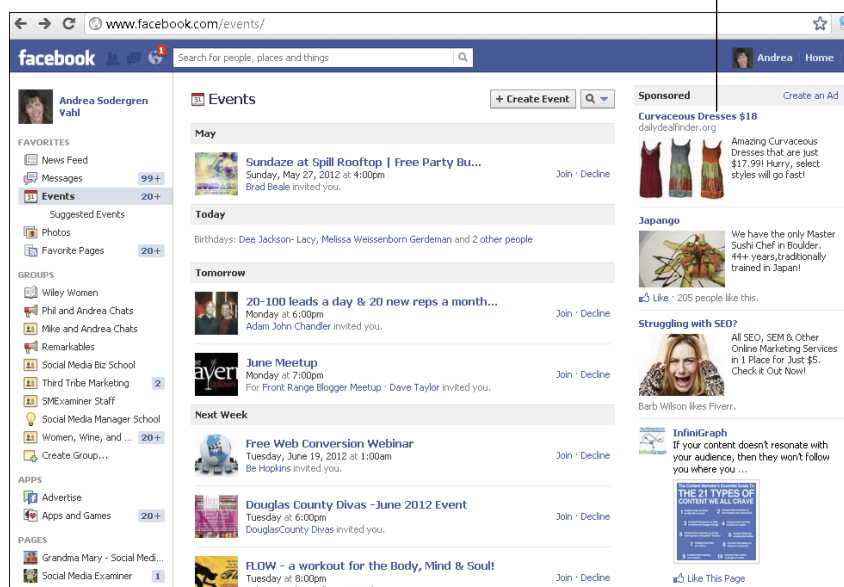 www.facebook.com/events/
facebook
1
Search for people, places and things
Andrea Home
Andrea Sodergren
Vahl
FAVORITES
News Feed
Messages 99+
31 Events 20+
Suggested Events
Photos
Favorite Pages 20+
GROUPS
Wiley Women
Phil and Andrea Chats
Mike and Andrea Chats
Remarkables
Social Media Biz School
Third Tribe Marketing 2
SMExaminer Staff
Social Media Manager School
Women, Wine, and ... 20+
Create Group...
APPS
Advertise
Apps and Games 20+
PAGES
Grandma Mary - Social Medi...
Social Media Examiner 1
31 Events
+ Create Event
May
Sundaze at Spill Rooftop | Free Party Bu...
Sunday, May 27, 2012 at 4:00pm
Brad Beale invited you.
Join · Decline
Today
Birthdays: Dee Jackson- Lacy, Melissa Weissenborn Gerdeman and 2 other people
Tomorrow
20-100 leads a day & 20 new reps a month...
Monday at 6:00pm
Adam John Chandler invited you.
Join · Decline
June Meetup
Monday at 7:00pm
For Front Range Blogger Meetup · Dave Taylor invited you.
Join · Decline
Next Week
Free Web Conversion Webinar
Tuesday, June 19, 2012 at 1:00am
Be Hopkins invited you.
Join · Decline
Douglas County Divas -June 2012 Event
Tuesday at 6:00pm
DouglasCounty Divas invited you.
Join · Decline
FLOW - a workout for the Body, Mind & Soul!
Tuesday at 8:00pm
Join · Decline
Sponsored Create an Ad
Curvaceous Dresses $18
dailydealfinder.org
Amazing Curvaceous
Dresses that are just
$17.99! Hurry, select
styles will go fast!
Japango
We have the only Master
Sushi Chef in Boulder.
44+ years,traditionally
trained in Japan!
Like · 205 people like this.
Struggling with SEO?
All SEO, SEM & Other
Online Marketing Services
in 1 Place for Just $5.
Check it Out Now!
Barb Wilson likes Fiverr.
InfiniGraph
If your content doesn't resonate with
your audience, then they won't follow
you where you ...
The Content Marketer's Essential Guide To
THE 21 TYPES OF
CONTENT WE ALL CRAVE
Like This Page